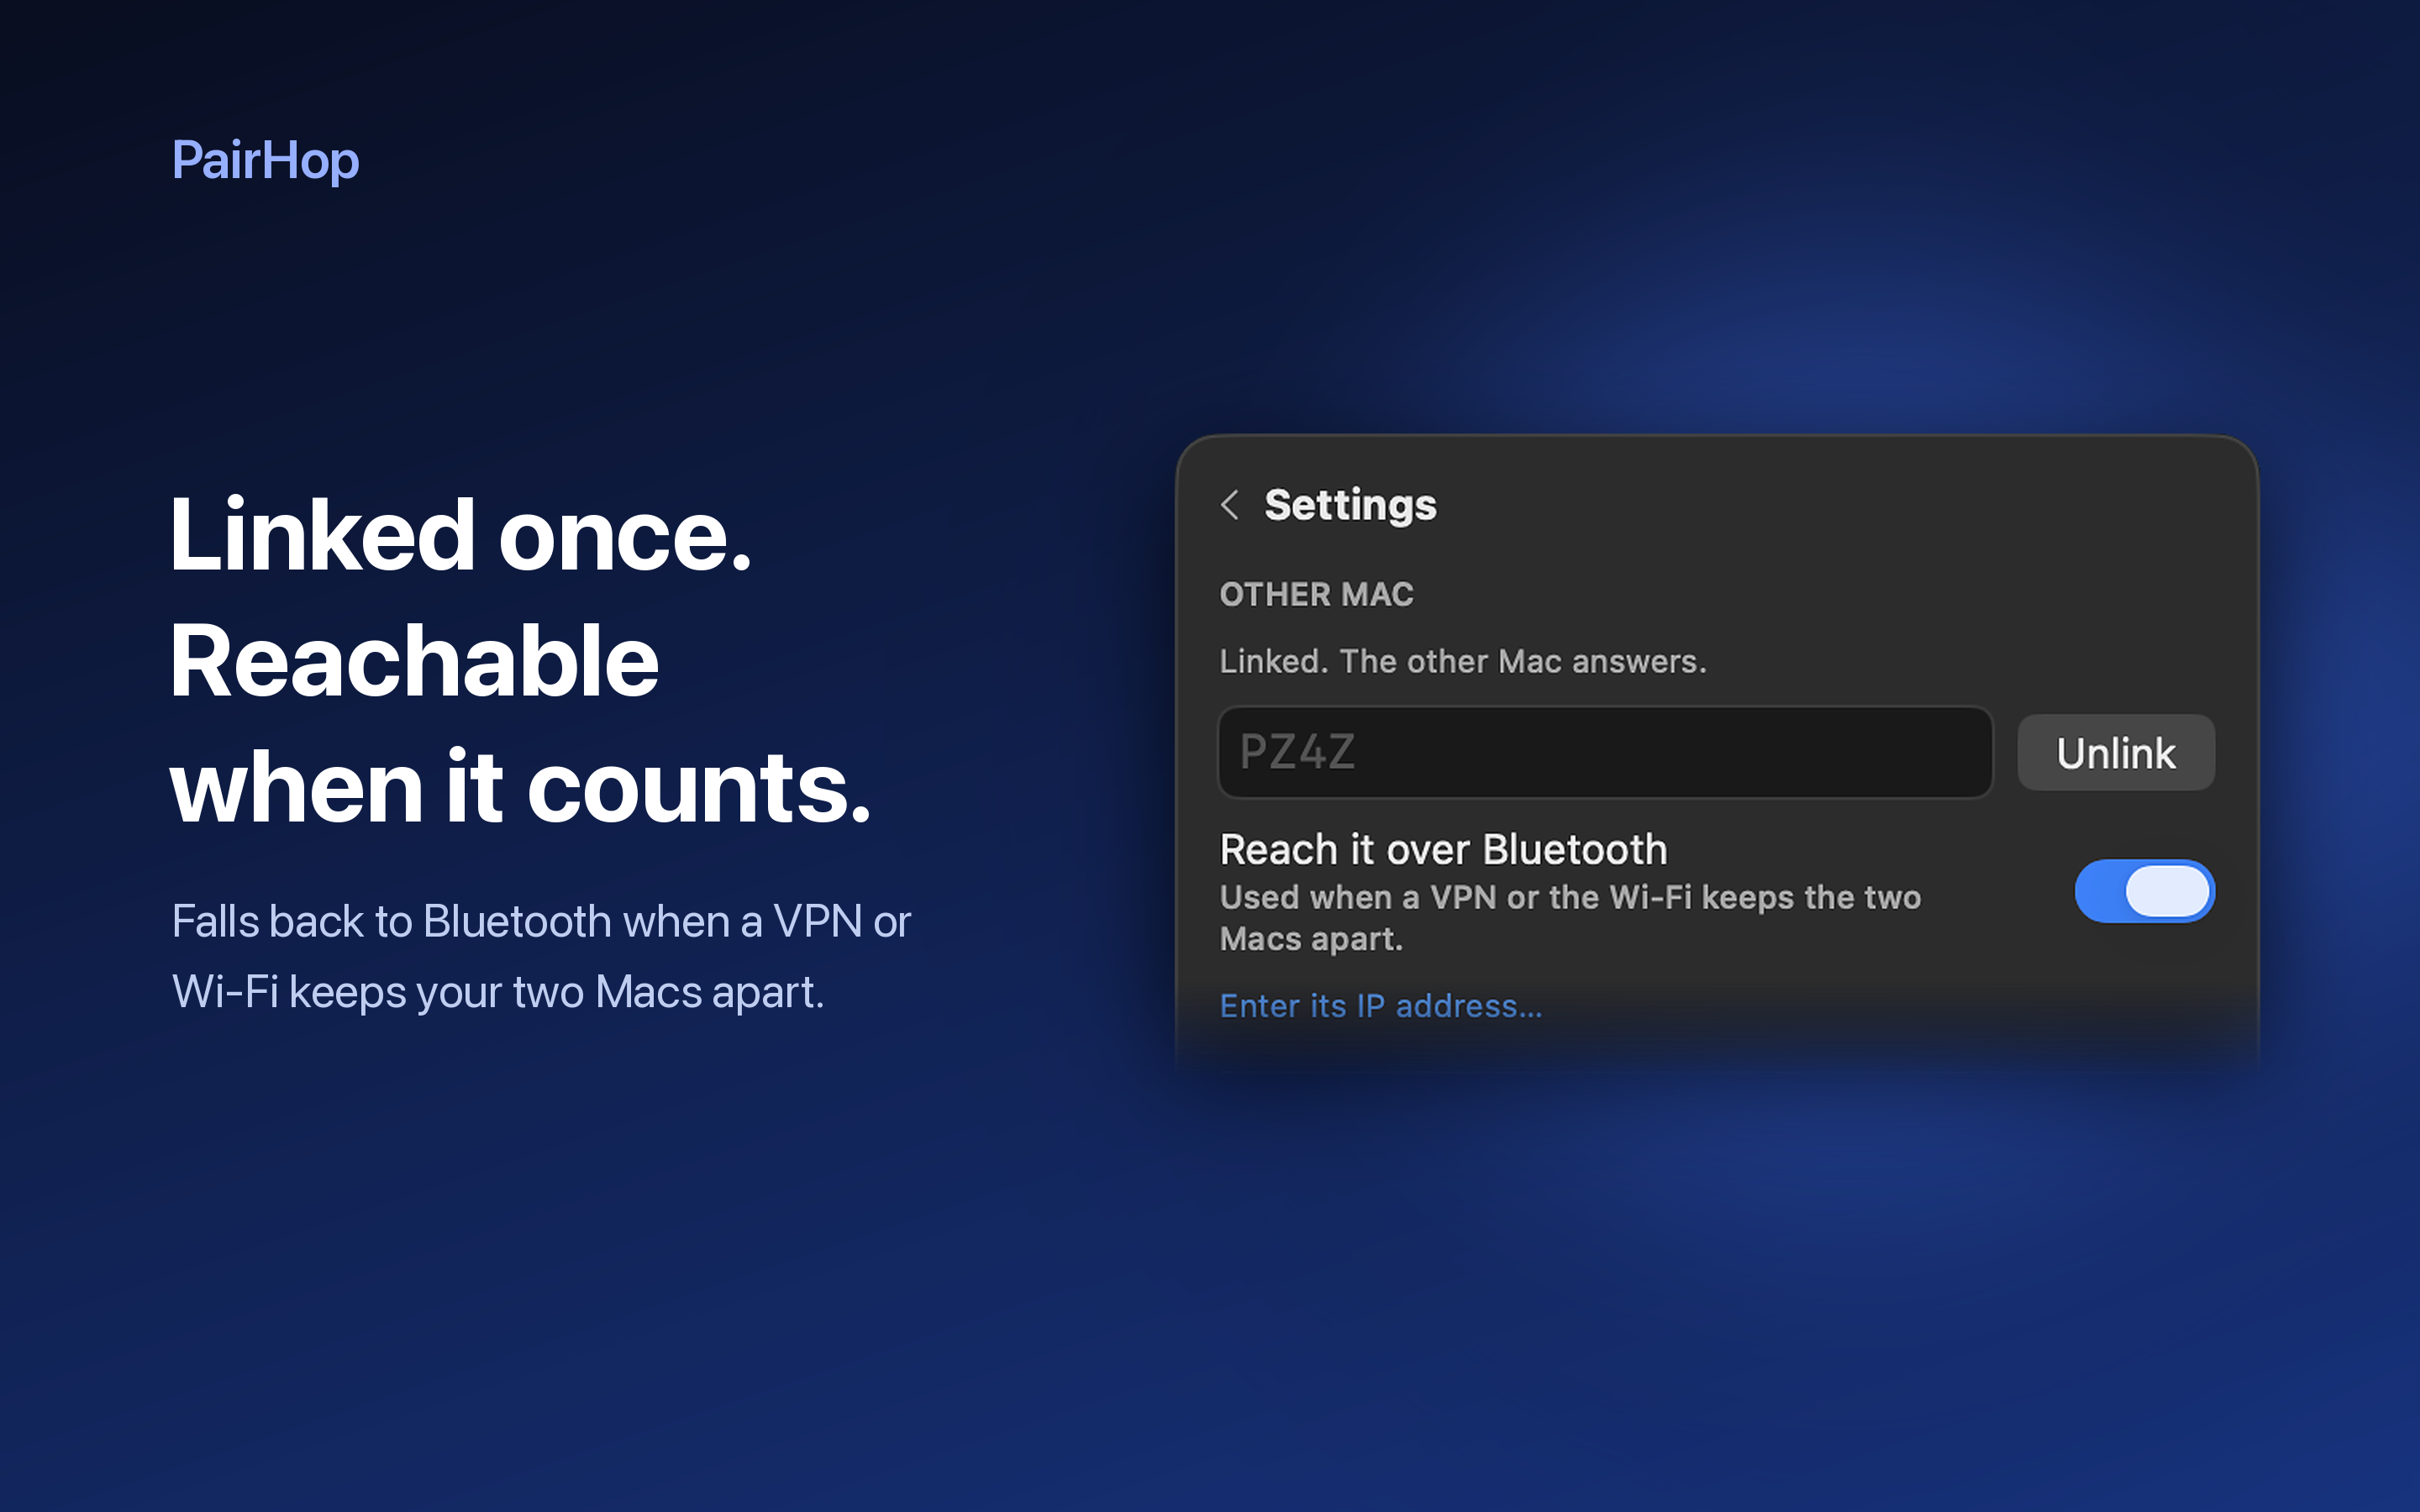 PairHop
Linked once.
Reachable
when it counts.
Falls back to Bluetooth when a VPN or
Wi-Fi keeps your two Macs apart.
Settings
OTHER MAC
Linked. The other Mac answers.
PZ4Z
Unlink
Reach it over Bluetooth
Used when a VPN or the Wi-Fi keeps the two
Macs apart.
Enter its IP address...